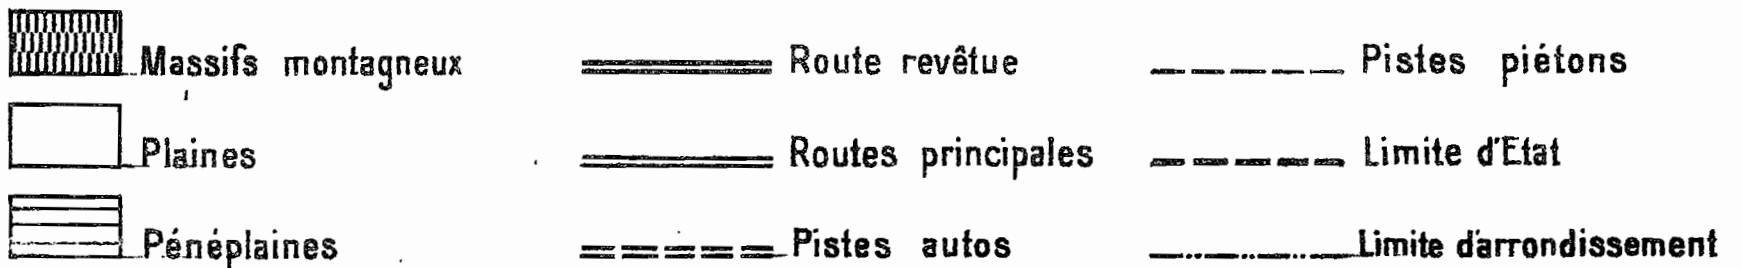 Massifs montagneux
Route revêtue
Pistes piétons
Plaines
Routes principales
Limite d'Etat
Pénéplaines
Pistes autos
Limite d'arrondissement